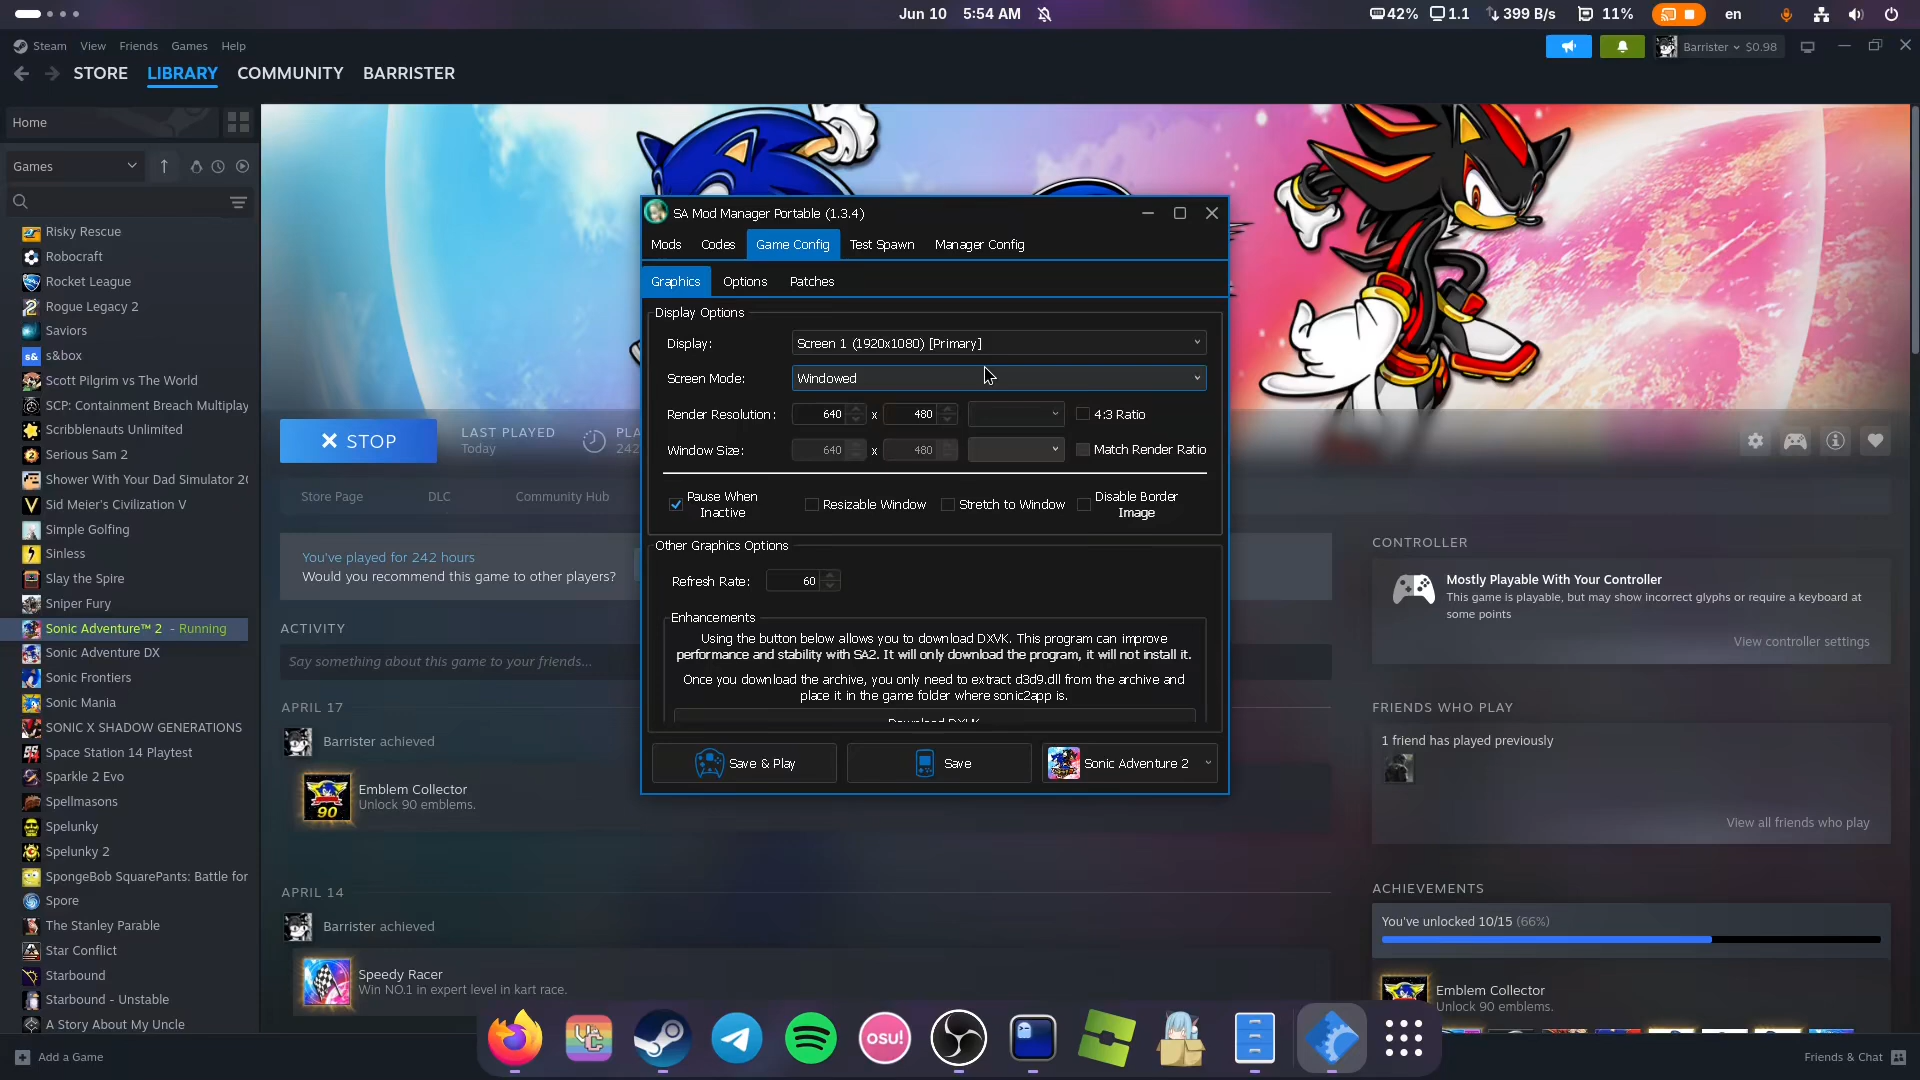 Jun 10 5:54 AM
42% 1.1 399 B/s 11% en
Steam View Friends Games Help
Barrister $0.98
STORE LIBRARY COMMUNITY BARRISTER
Home
Games
Risky Rescue
Robocraft
Rocket League
Rogue Legacy 2
Saviors
s&box
Scott Pilgrim vs The World
SCP: Containment Breach Multiplay
Scribblenauts Unlimited
Serious Sam 2
Shower With Your Dad Simulator 20
Sid Meier's Civilization V
Simple Golfing
Sinless
Slay the Spire
Sniper Fury
Sonic Adventure™ 2 - Running
Sonic Adventure DX
Sonic Frontiers
Sonic Mania
SONIC X SHADOW GENERATIONS
Space Station 14 Playtest
Sparkle 2 Evo
Spellmasons
Spelunky
Spelunky 2
SpongeBob SquarePants: Battle for
Spore
The Stanley Parable
Star Conflict
Starbound
Starbound - Unstable
A Story About My Uncle
Add a Game
STOP
LAST PLAYED
Today
PLA
242
Store Page DLC Community Hub
You've played for 242 hours
Would you recommend this game to other players?
ACTIVITY
Say something about this game to your friends...
APRIL 17
Barrister achieved
90
Emblem Collector
Unlock 90 emblems.
APRIL 14
Barrister achieved
Speedy Racer
Win NO.1 in expert level in kart race.
SA Mod Manager Portable (1.3.4)
Mods Codes Game Config Test Spawn Manager Config
Graphics Options Patches
Display Options
Display: Screen 1 (1920x1080) [Primary]
Screen Mode: Windowed
Render Resolution: 640 x 480 4:3 Ratio
Window Size: 640 x 480 Match Render Ratio
Pause When Inactive Resizable Window Stretch to Window Disable Border Image
Other Graphics Options
Refresh Rate: 60
Enhancements
Using the button below allows you to download DXVK. This program can improve
performance and stability with SA2. It will only download the program, it will not install it.
Once you download the archive, you only need to extract d3d9.dll from the archive and
place it in the game folder where sonic2app is.
Download DXVK
Save & Play Save Sonic Adventure 2
CONTROLLER
Mostly Playable With Your Controller
This game is playable, but may show incorrect glyphs or require a keyboard at
some points
View controller settings
FRIENDS WHO PLAY
1 friend has played previously
View all friends who play
ACHIEVEMENTS
You've unlocked 10/15 (66%)
Emblem Collector
Unlock 90 emblems.
UC
osu!
Friends & Chat